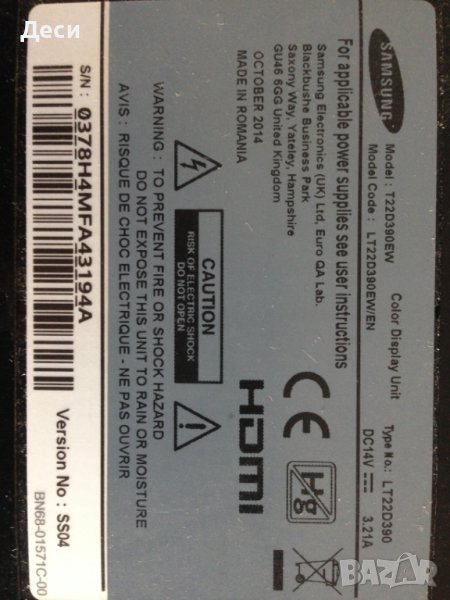 Деси
SAMSUNG
Color Display Unit
Model : T22D390EW
Type No.: LT22D390
Model Code : LT22D390EW/EN
DC14V 3.21A
For applicable power supplies see user instructions
Samsung Electronics (UK) Ltd, Euro QA Lab.
Blackbushe Business Park
Saxony Way, Yateley, Hampshire
GU46 6GG United Kingdom
OCTOBER 2014
MADE IN ROMANIA
CE
Hg
HDMI
CAUTION
RISK OF ELECTRIC SHOCK
DO NOT OPEN
WARNING : TO PREVENT FIRE OR SHOCK HAZARD
DO NOT EXPOSE THIS UNIT TO RAIN OR MOISTURE
AVIS : RISQUE DE CHOC ELECTRIQUE - NE PAS OUVRIR
S/N : 0378H4MFA43194A
Version No : SS04
BN68-01571C-00
BAZAR